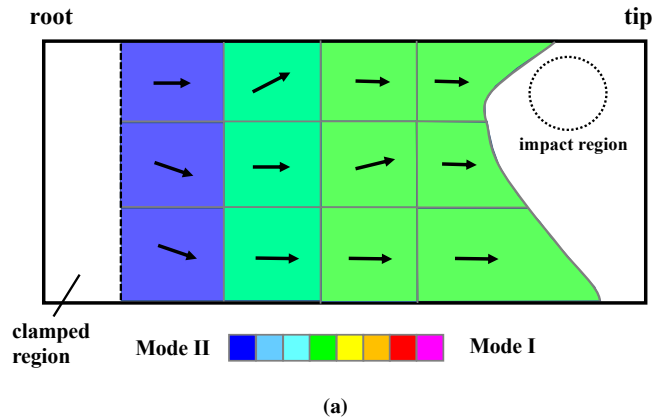 root
tip
impact region
clamped
region
Mode II
Mode I
(a)